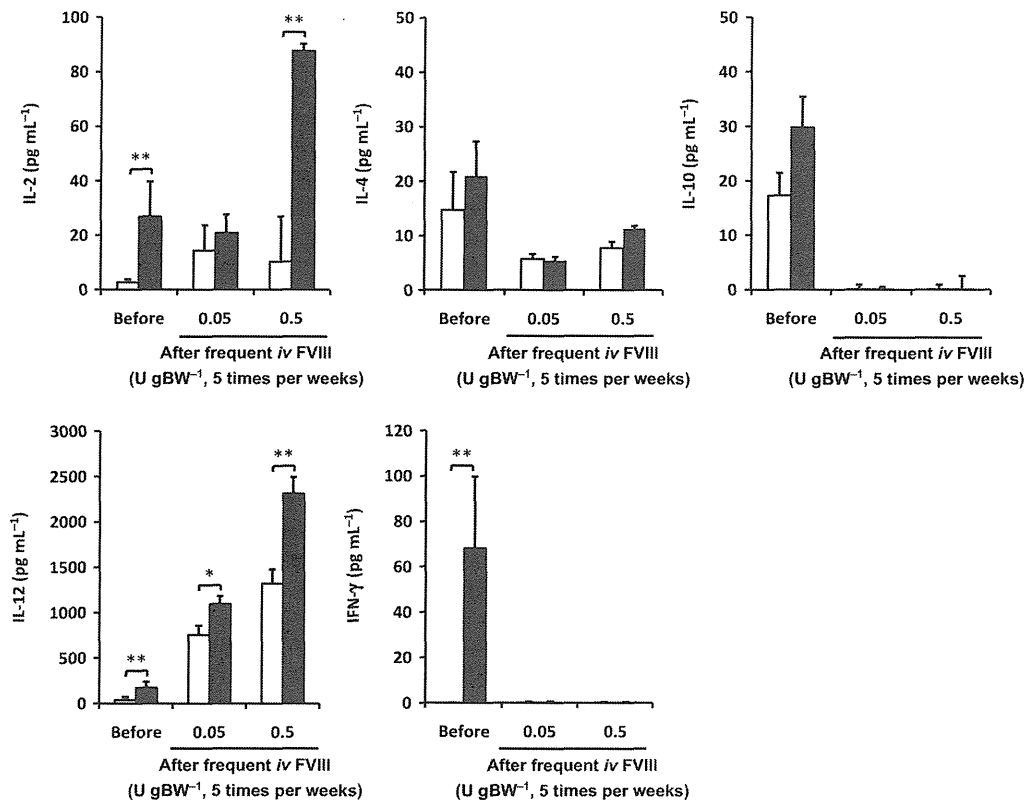 IL-2 (pg mL⁻¹)
100
80
60
40
20
0
**
**
Before
0.05
0.5
After frequent iv FVIII
(U gBW⁻¹, 5 times per weeks)
IL-4 (pg mL⁻¹)
50
40
30
20
10
0
Before
0.05
0.5
After frequent iv FVIII
(U gBW⁻¹, 5 times per weeks)
IL-10 (pg mL⁻¹)
50
40
30
20
10
0
Before
0.05
0.5
After frequent iv FVIII
(U gBW⁻¹, 5 times per weeks)
IL-12 (pg mL⁻¹)
3000
2500
2000
1500
1000
500
0
**
*
**
Before
0.05
0.5
After frequent iv FVIII
(U gBW⁻¹, 5 times per weeks)
IFN-γ (pg mL⁻¹)
120
100
80
60
40
20
0
**
Before
0.05
0.5
After frequent iv FVIII
(U gBW⁻¹, 5 times per weeks)